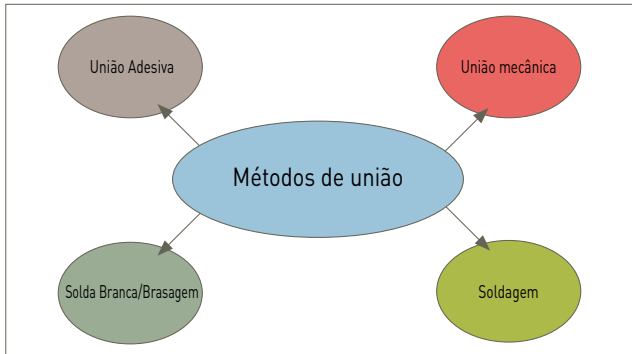 União Adesiva
União mecânica
Métodos de união
Solda Branca/Brasagem
Soldagem